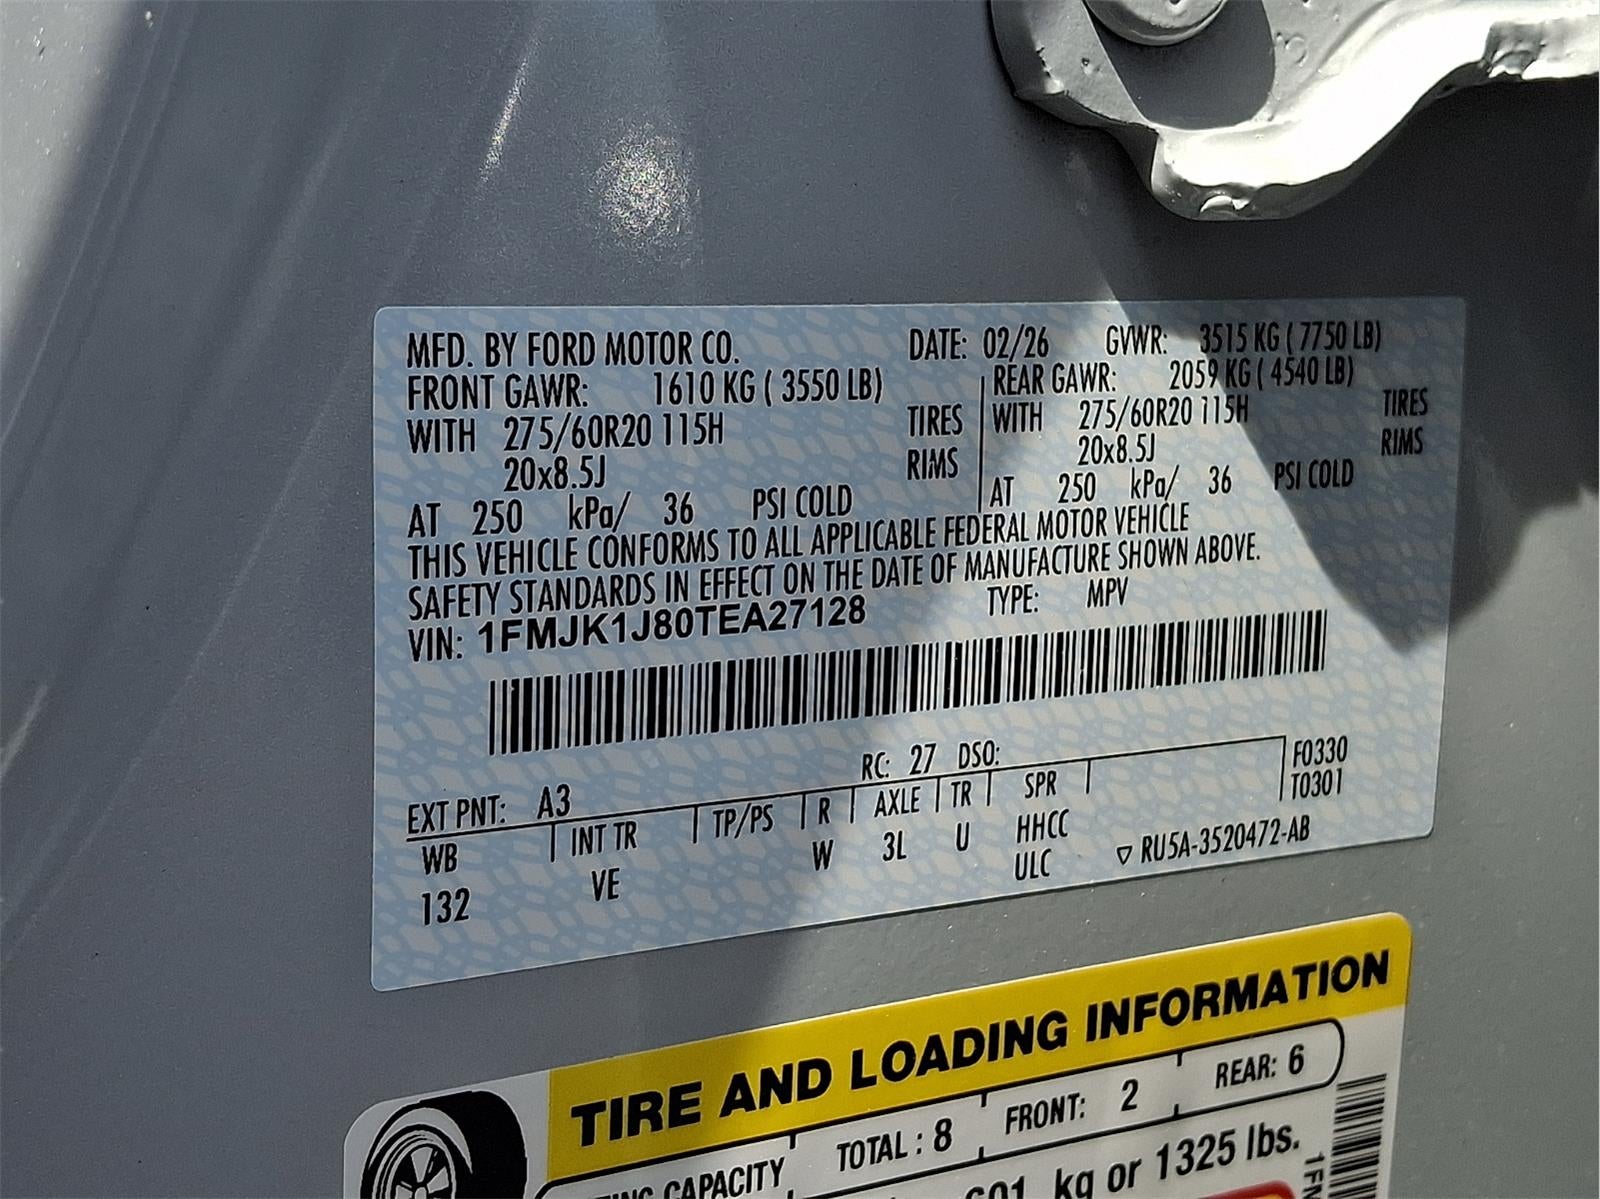 MFD. BY FORD MOTOR CO. DATE: 02/26 GVWR: 3515 KG ( 7750 LB)
FRONT GAWR: 1610 KG ( 3550 LB) REAR GAWR: 2059 KG ( 4540 LB)
WITH 275/60R20 115H TIRES WITH 275/60R20 115H TIRES
20x8.5J RIMS 20x8.5J RIMS
AT 250 kPa/ 36 PSI COLD AT 250 kPa/ 36 PSI COLD
THIS VEHICLE CONFORMS TO ALL APPLICABLE FEDERAL MOTOR VEHICLE
SAFETY STANDARDS IN EFFECT ON THE DATE OF MANUFACTURE SHOWN ABOVE.
VIN: 1FMJK1J80TEA27128 TYPE: MPV
RC: 27 DSO: F0330
EXT PNT: A3 T0301
WB INT TR TP/PS R AXLE TR SPR
132 VE W 3L U HHCC
ULC ▽ RU5A-3520472-AB
TIRE AND LOADING INFORMATION
CAPACITY TOTAL : 8 FRONT: 2 REAR: 6
601 kg or 1325 lbs.